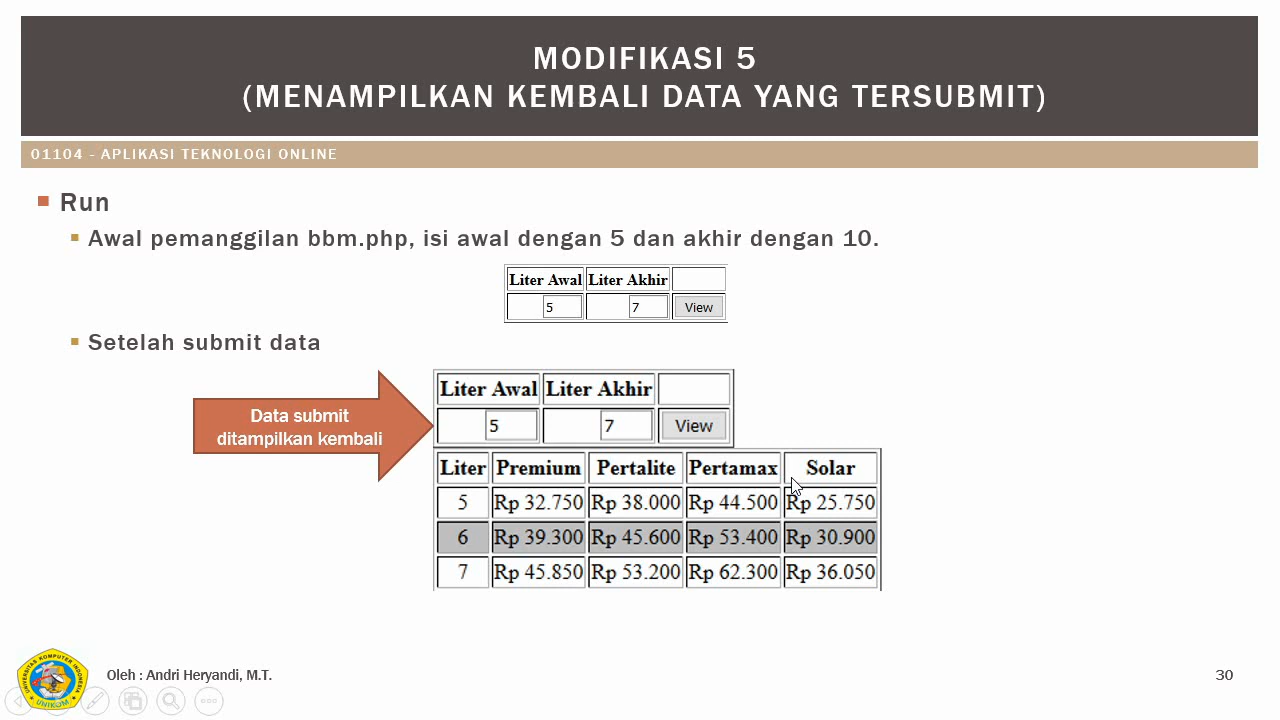 MODIFIKASI 5
(MENAMPILKAN KEMBALI DATA YANG TERSUBMIT)
01104 - APLIKASI TEKNOLOGI ONLINE
Run
Awal pemanggilan bbm.php, isi awal dengan 5 dan akhir dengan 10.
Liter Awal Liter Akhir
5 7 View
Setelah submit data
Data submit
ditampilkan kembali
Liter Awal Liter Akhir
5 7 View
Liter Premium Pertalite Pertamax Solar
5 Rp 32.750 Rp 38.000 Rp 44.500 Rp 25.750
6 Rp 39.300 Rp 45.600 Rp 53.400 Rp 30.900
7 Rp 45.850 Rp 53.200 Rp 62.300 Rp 36.050
UNIVERSITAS KOMPUTER INDONESIA
UNIKOM
Oleh : Andri Heryandi, M.T.
30